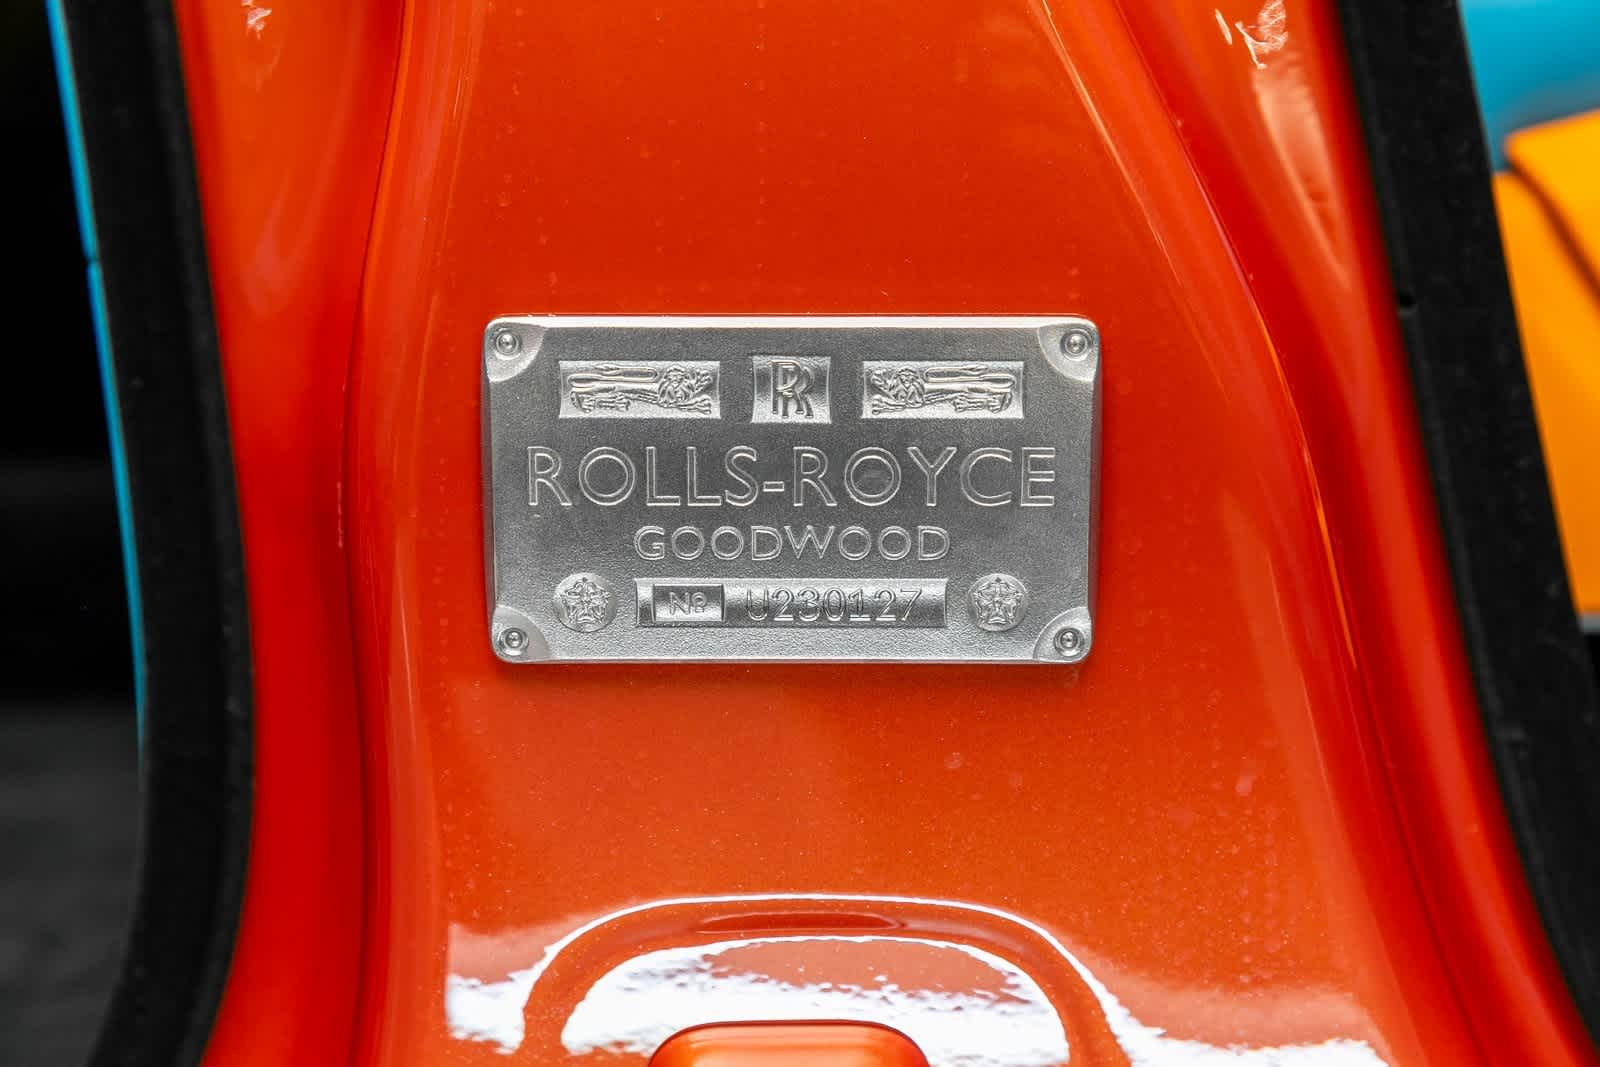 RR
ROLLS-ROYCE
GOODWOOD
Nº U230127